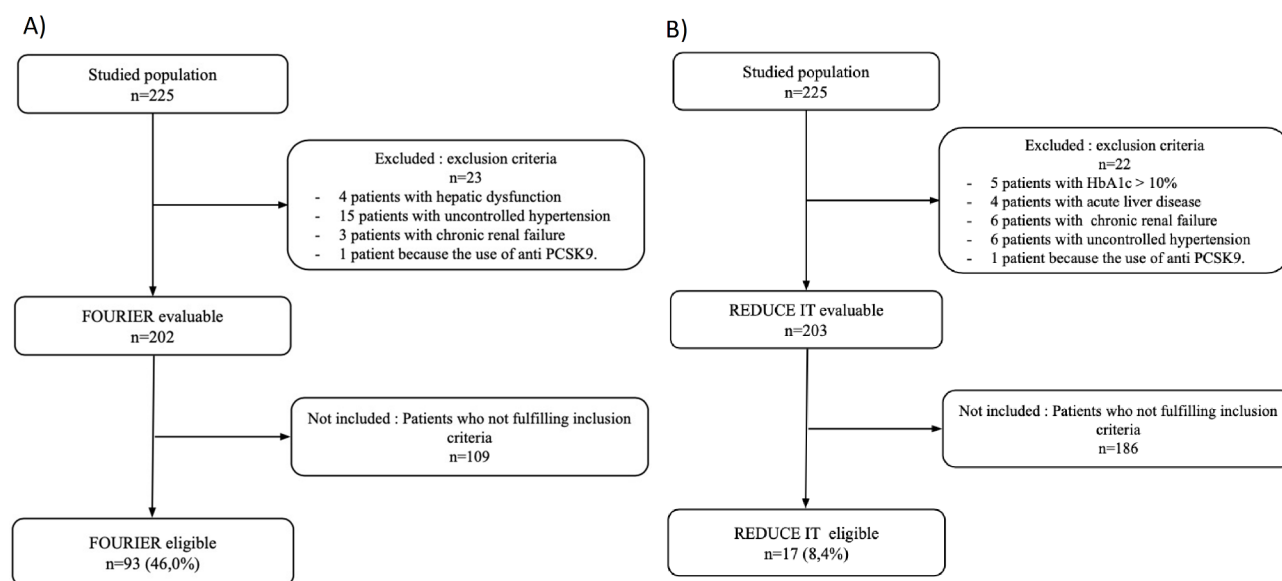 A)
Studied population
n=225
Excluded : exclusion criteria
n=23
- 4 patients with hepatic dysfunction
- 15 patients with uncontrolled hypertension
- 3 patients with chronic renal failure
- 1 patient because the use of anti PCSK9.
FOURIER evaluable
n=202
Not included : Patients who not fulfilling inclusion
criteria
n=109
FOURIER eligible
n=93 (46,0%)
B)
Studied population
n=225
Excluded : exclusion criteria
n=22
- 5 patients with HbA1c > 10%
- 4 patients with acute liver disease
- 6 patients with chronic renal failure
- 6 patients with uncontrolled hypertension
- 1 patient because the use of anti PCSK9.
REDUCE IT evaluable
n=203
Not included : Patients who not fulfilling inclusion
criteria
n=186
REDUCE IT eligible
n=17 (8,4%)